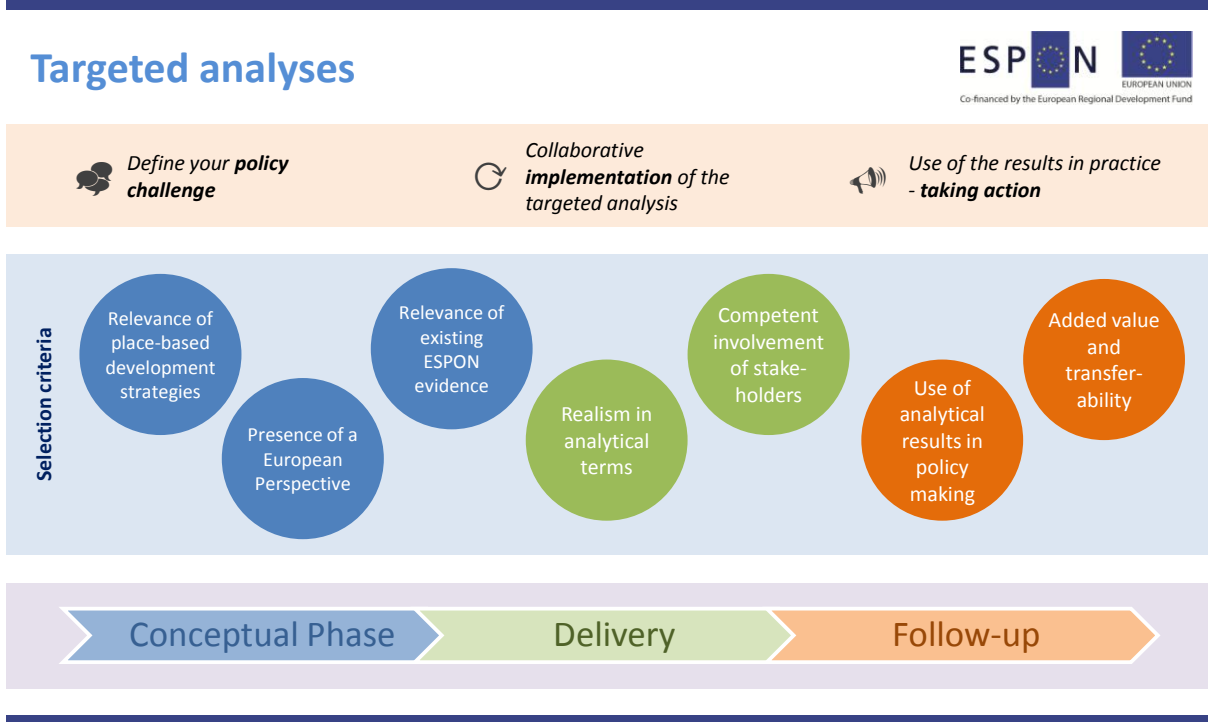 Targeted analyses
ESPON
EUROPEAN UNION
Co-financed by the European Regional Development Fund
Define your policy
challenge
Collaborative
implementation of the
targeted analysis
Use of the results in practice
- taking action
Selection criteria
Relevance of
place-based
development
strategies
Presence of a
European
Perspective
Relevance of
existing
ESPON
evidence
Realism in
analytical
terms
Competent
involvement
of stake-
holders
Use of
analytical
results in
policy
making
Added value
and
transfer-
ability
Conceptual Phase
Delivery
Follow-up